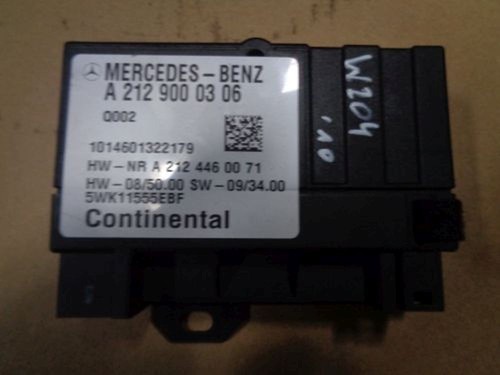 MERCEDES-BENZ
A 212 900 03 06
Q002
1014601322179
HW-NR A 212 446 00 71
HW-08/50.00 SW-09/34.00
5WK11555EBF
Continental
W204
'10